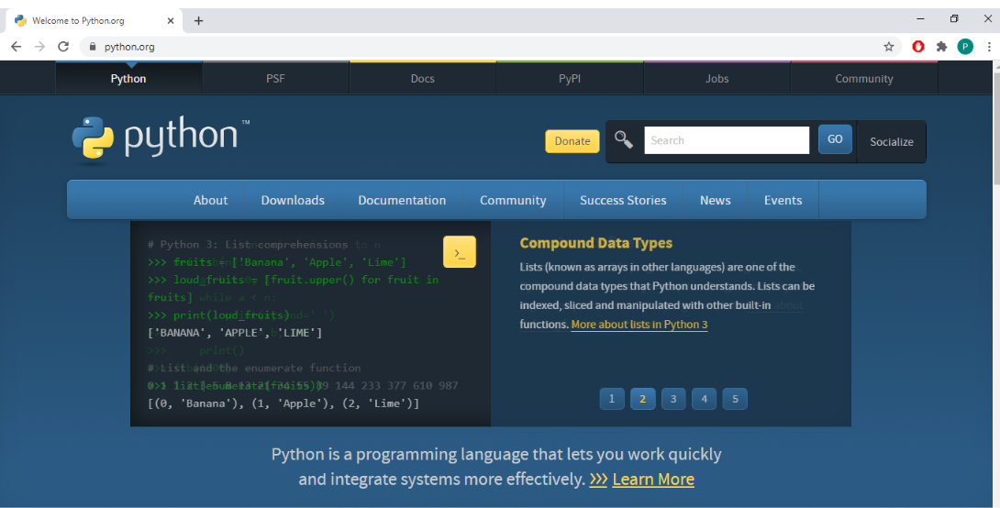 Welcome to Python.org
python.org
P
Python PSF Docs PyPI Jobs Community
python™
Donate Search GO Socialize
About Downloads Documentation Community Success Stories News Events
# Python 3: List comprehensions
>>> fruits = ['Banana', 'Apple', 'Lime']
>>> loud_fruits = [fruit.upper() for fruit in
fruits]
>>> print(loud_fruits)
['BANANA', 'APPLE', 'LIME']
>>> print()
# List and the enumerate function
>>> list(enumerate(fruits))
144 233 377 610 987
[(0, 'Banana'), (1, 'Apple'), (2, 'Lime')]
>_
Compound Data Types
Lists (known as arrays in other languages) are one of the
compound data types that Python understands. Lists can be
indexed, sliced and manipulated with other built-in
functions. More about lists in Python 3
1 2 3 4 5
Python is a programming language that lets you work quickly
and integrate systems more effectively. >>> Learn More